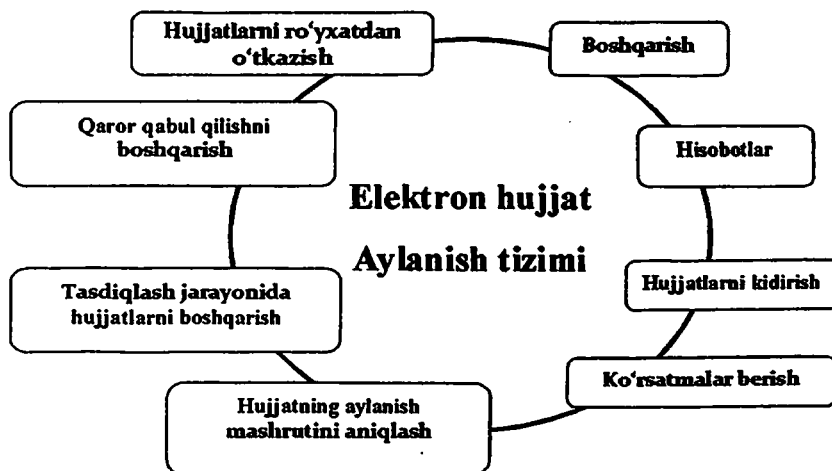 Hujjatlarni ro‘yxatdan
o‘tkazish
Boshqarish
Qaror qabul qilishni
boshqarish
Hisobotlar
Elektron hujjat
Aylanish tizimi
Tasdiqlash jarayonida
hujjatlarni boshqarish
Hujjatlarni kidirish
Ko‘rsatmalar berish
Hujjatning aylanish
mashrutini aniqlash